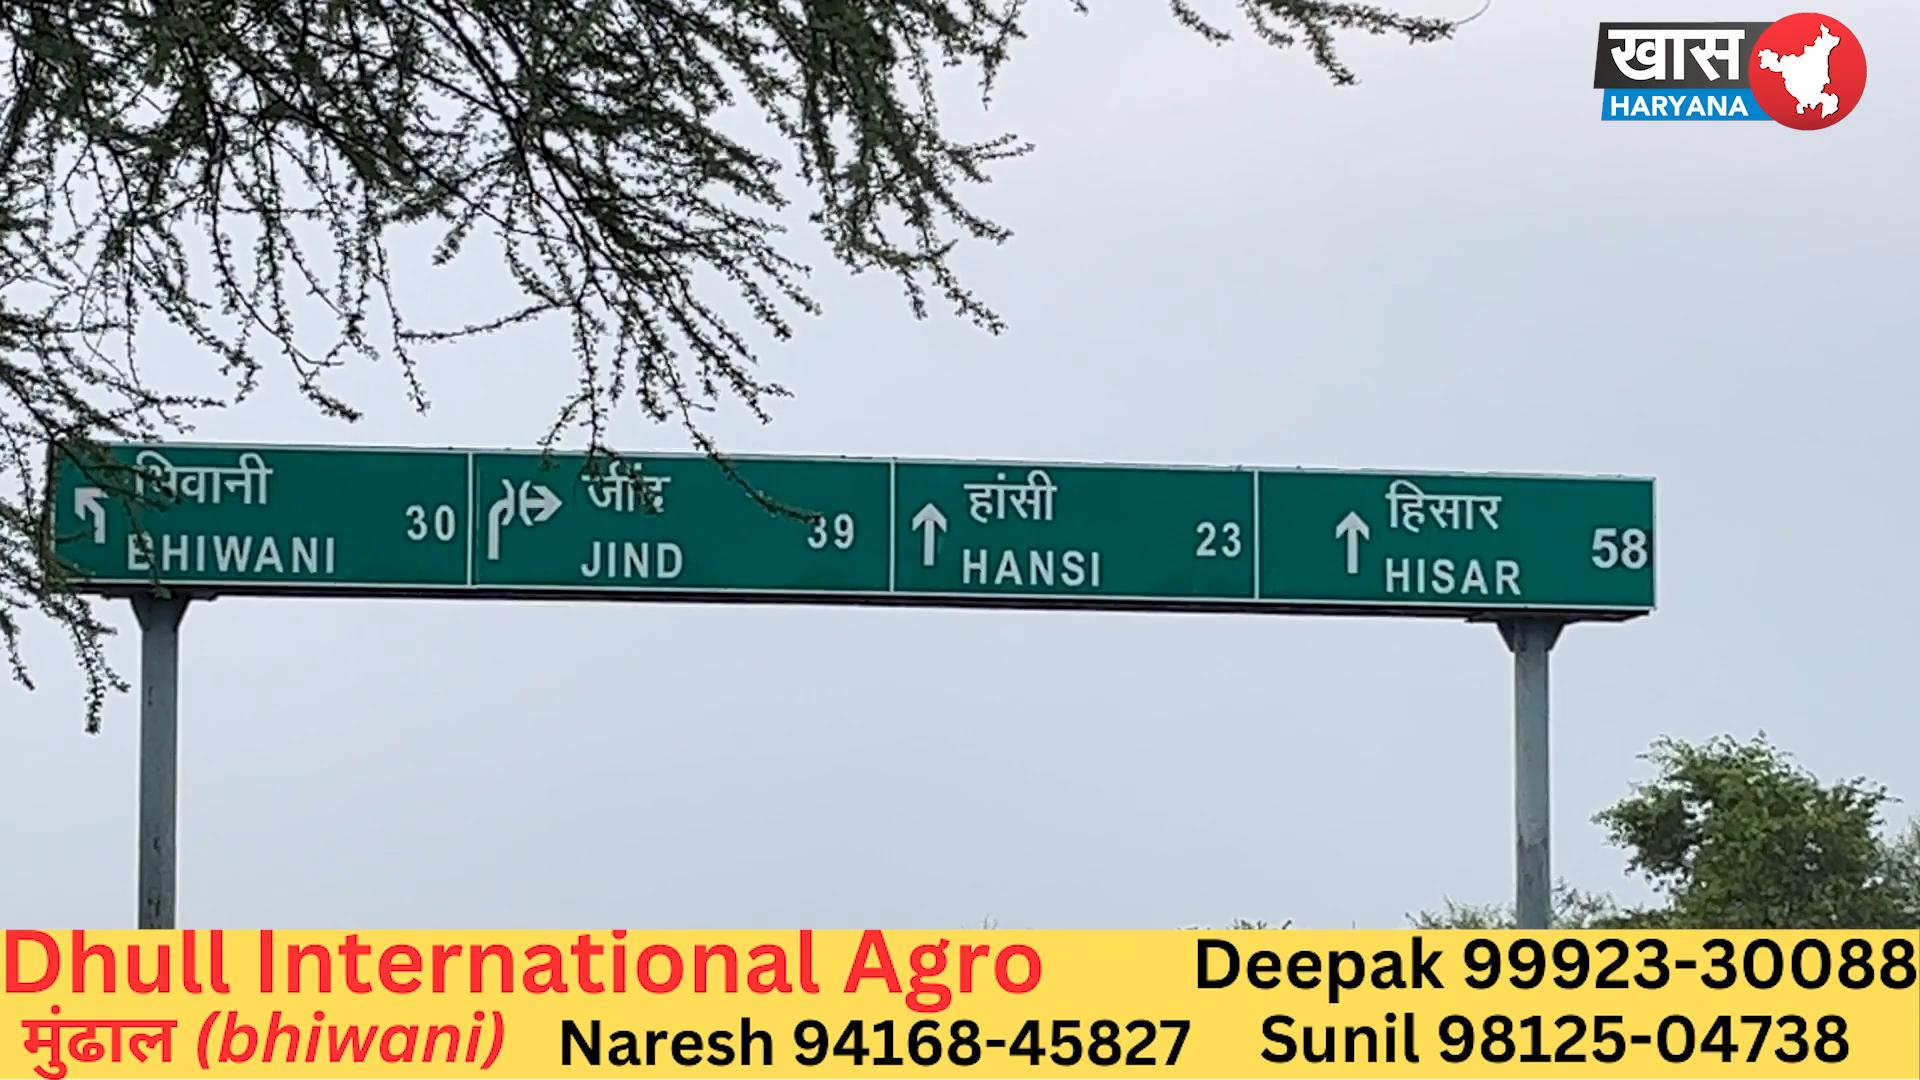 खास
HARYANA
भिवानी
BHIWANI
30
जींद
JIND
39
हांसी
HANSI
23
हिसार
HISAR
58
Dhull International Agro
मुंढाल (bhiwani)
Naresh 94168-45827
Deepak 99923-30088
Sunil 98125-04738